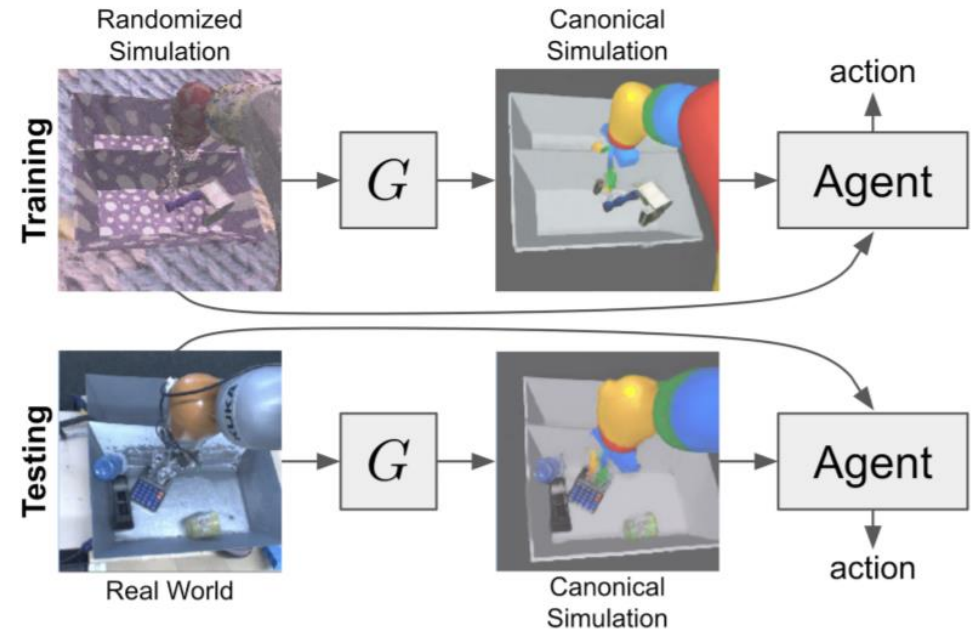 Randomized
Simulation
Canonical
Simulation
Training
G
action
Agent
Testing
KUKA
G
Agent
action
Real World
Canonical
Simulation